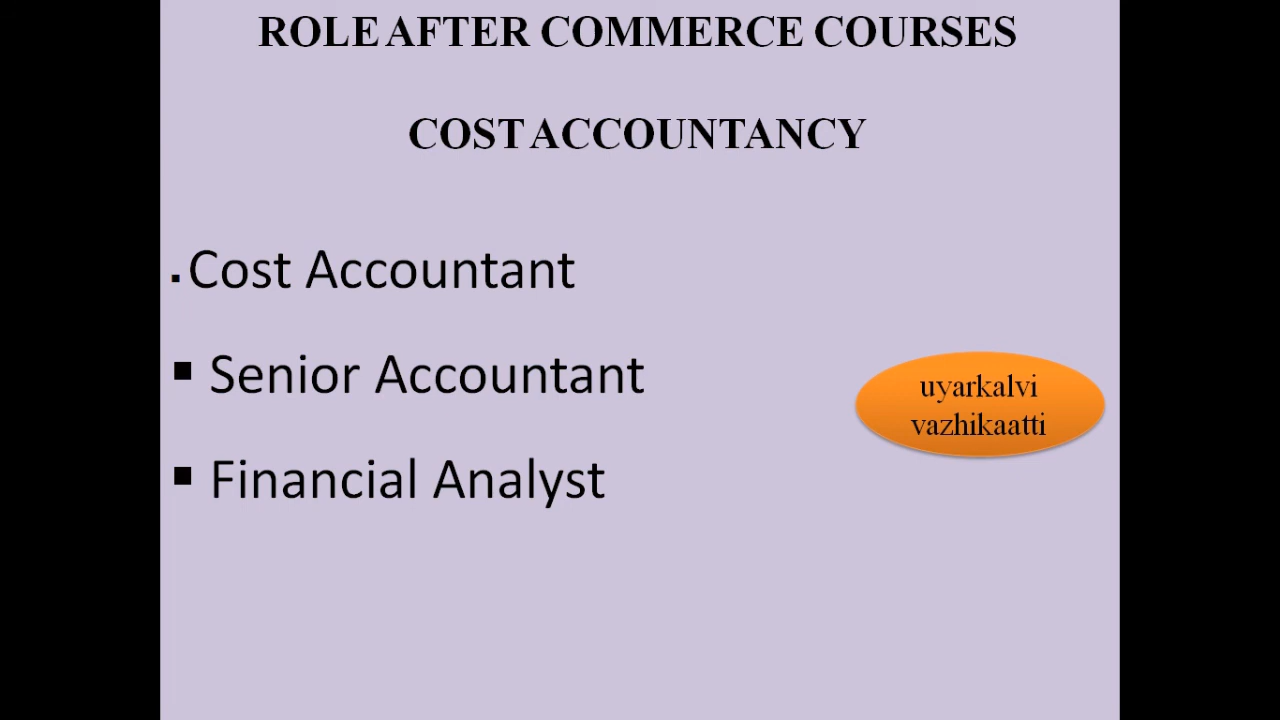 ROLE AFTER COMMERCE COURSES
COST ACCOUNTANCY
▪ Cost Accountant
▪ Senior Accountant
▪ Financial Analyst
uyarkalvi
vazhikaatti